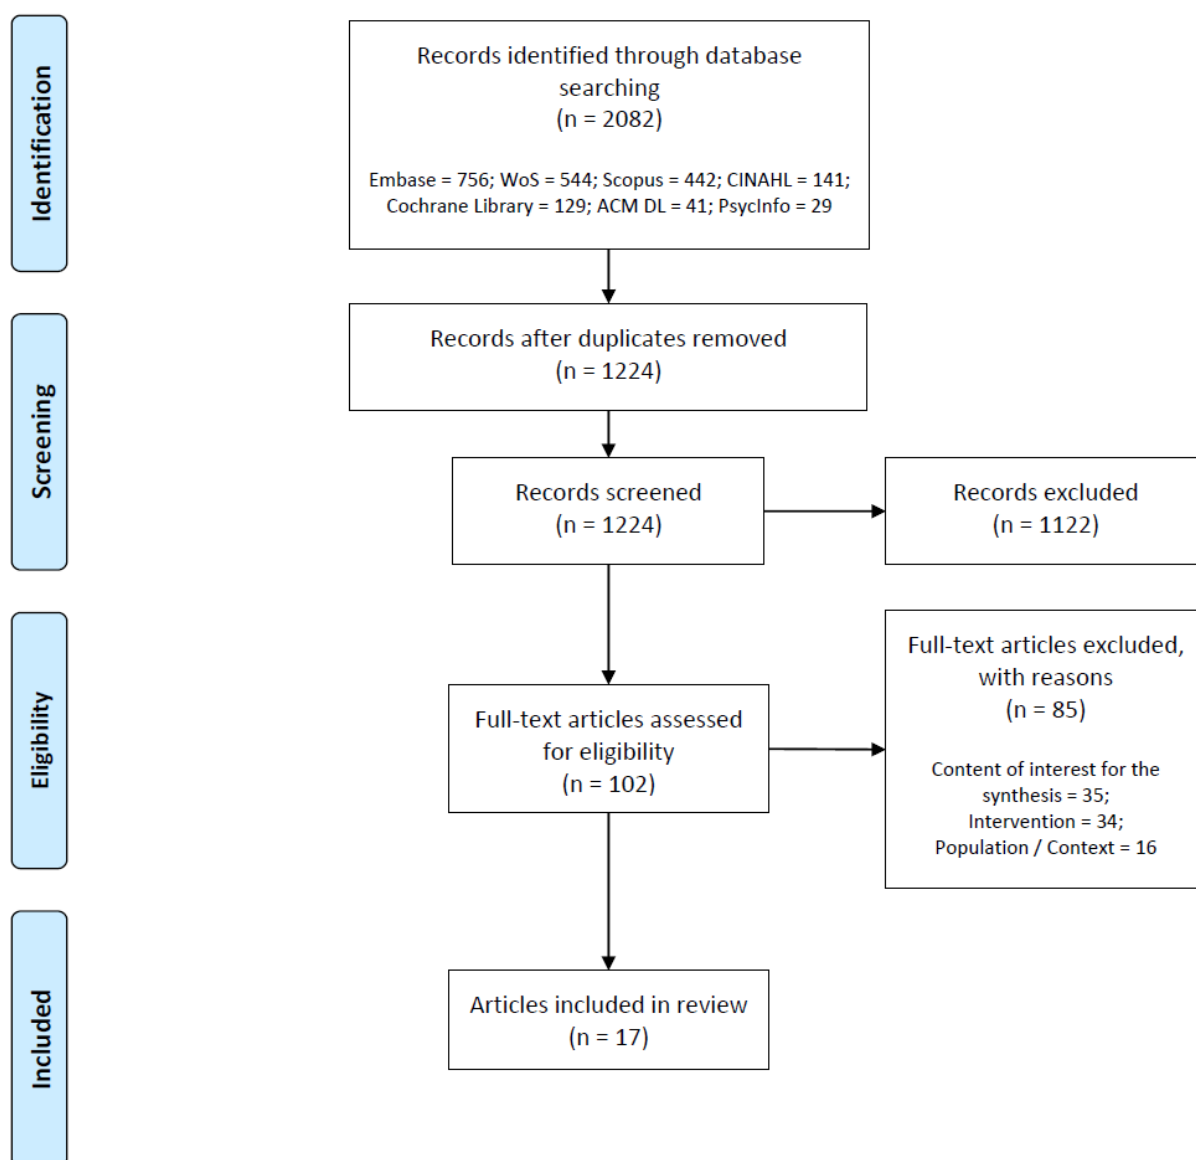 Identification
Records identified through database
searching
(n = 2082)
Embase = 756; WoS = 544; Scopus = 442; CINAHL = 141;
Cochrane Library = 129; ACM DL = 41; PsycInfo = 29
Screening
Records after duplicates removed
(n = 1224)
Records screened
(n = 1224)
Records excluded
(n = 1122)
Eligibility
Full-text articles assessed
for eligibility
(n = 102)
Full-text articles excluded,
with reasons
(n = 85)
Content of interest for the
synthesis = 35;
Intervention = 34;
Population / Context = 16
Included
Articles included in review
(n = 17)